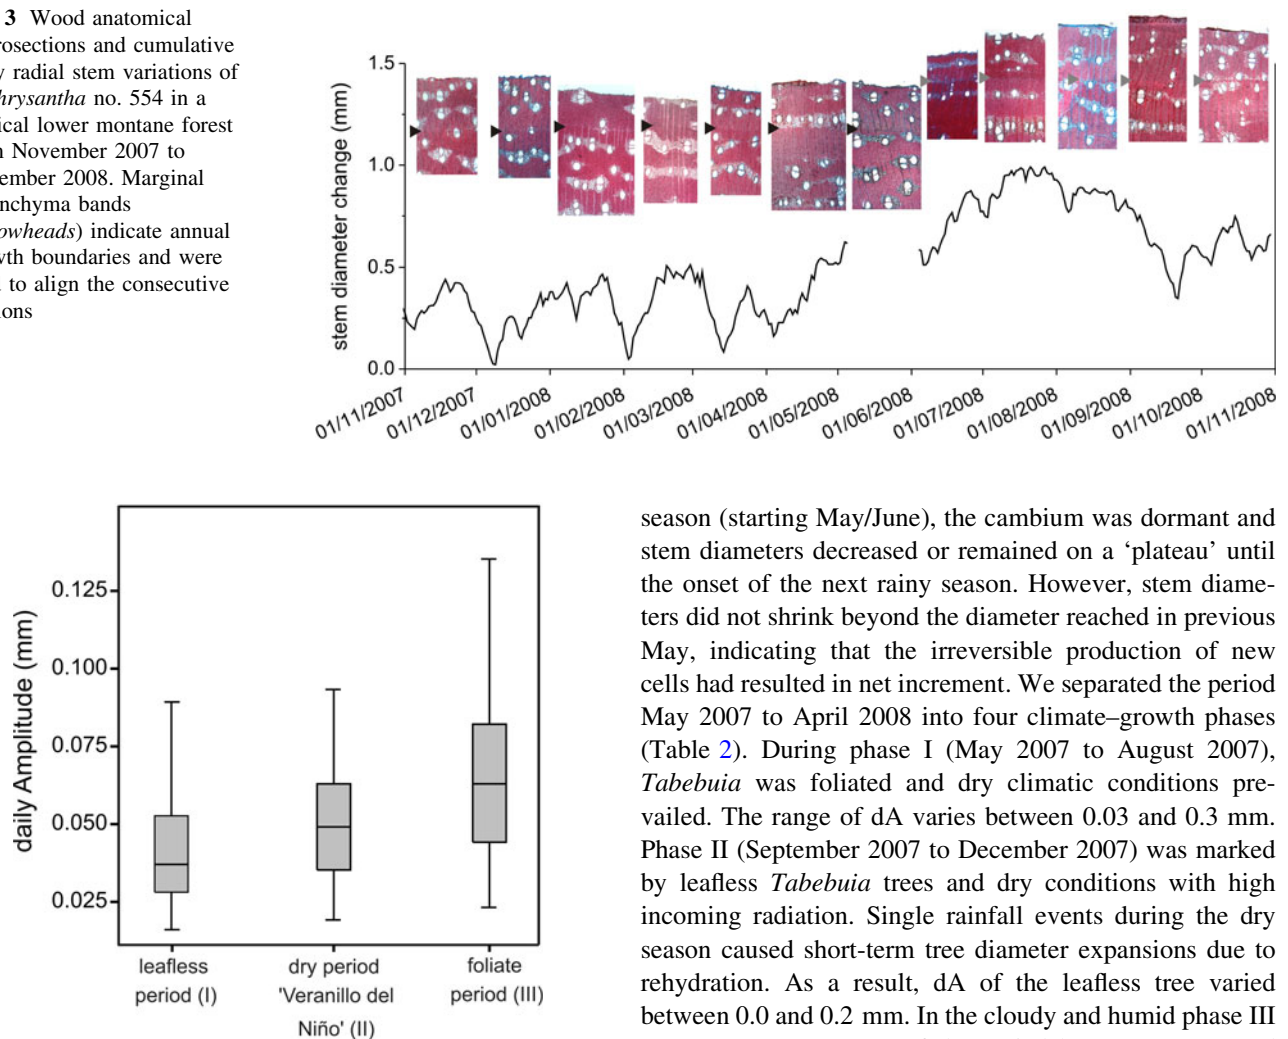 3 Wood anatomical
rosections and cumulative
y radial stem variations of
hrysantha no. 554 in a
ical lower montane forest
n November 2007 to
ember 2008. Marginal
nchyma bands
owheads) indicate annual
wth boundaries and were
d to align the consecutive
ions
stem diameter change (mm)
1.5
1.0
0.5
0.0
01/11/2007
01/12/2007
01/01/2008
01/02/2008
01/03/2008
01/04/2008
01/05/2008
01/06/2008
01/07/2008
01/08/2008
01/09/2008
01/10/2008
01/11/2008
daily Amplitude (mm)
0.125
0.100
0.075
0.050
0.025
leafless
period (I)
dry period
'Veranillo del
Niño' (II)
foliate
period (III)
season (starting May/June), the cambium was dormant and
stem diameters decreased or remained on a ‘plateau’ until
the onset of the next rainy season. However, stem diame-
ters did not shrink beyond the diameter reached in previous
May, indicating that the irreversible production of new
cells had resulted in net increment. We separated the period
May 2007 to April 2008 into four climate–growth phases
(Table 2). During phase I (May 2007 to August 2007),
Tabebuia was foliated and dry climatic conditions pre-
vailed. The range of dA varies between 0.03 and 0.3 mm.
Phase II (September 2007 to December 2007) was marked
by leafless Tabebuia trees and dry conditions with high
incoming radiation. Single rainfall events during the dry
season caused short-term tree diameter expansions due to
rehydration. As a result, dA of the leafless tree varied
between 0.0 and 0.2 mm. In the cloudy and humid phase III